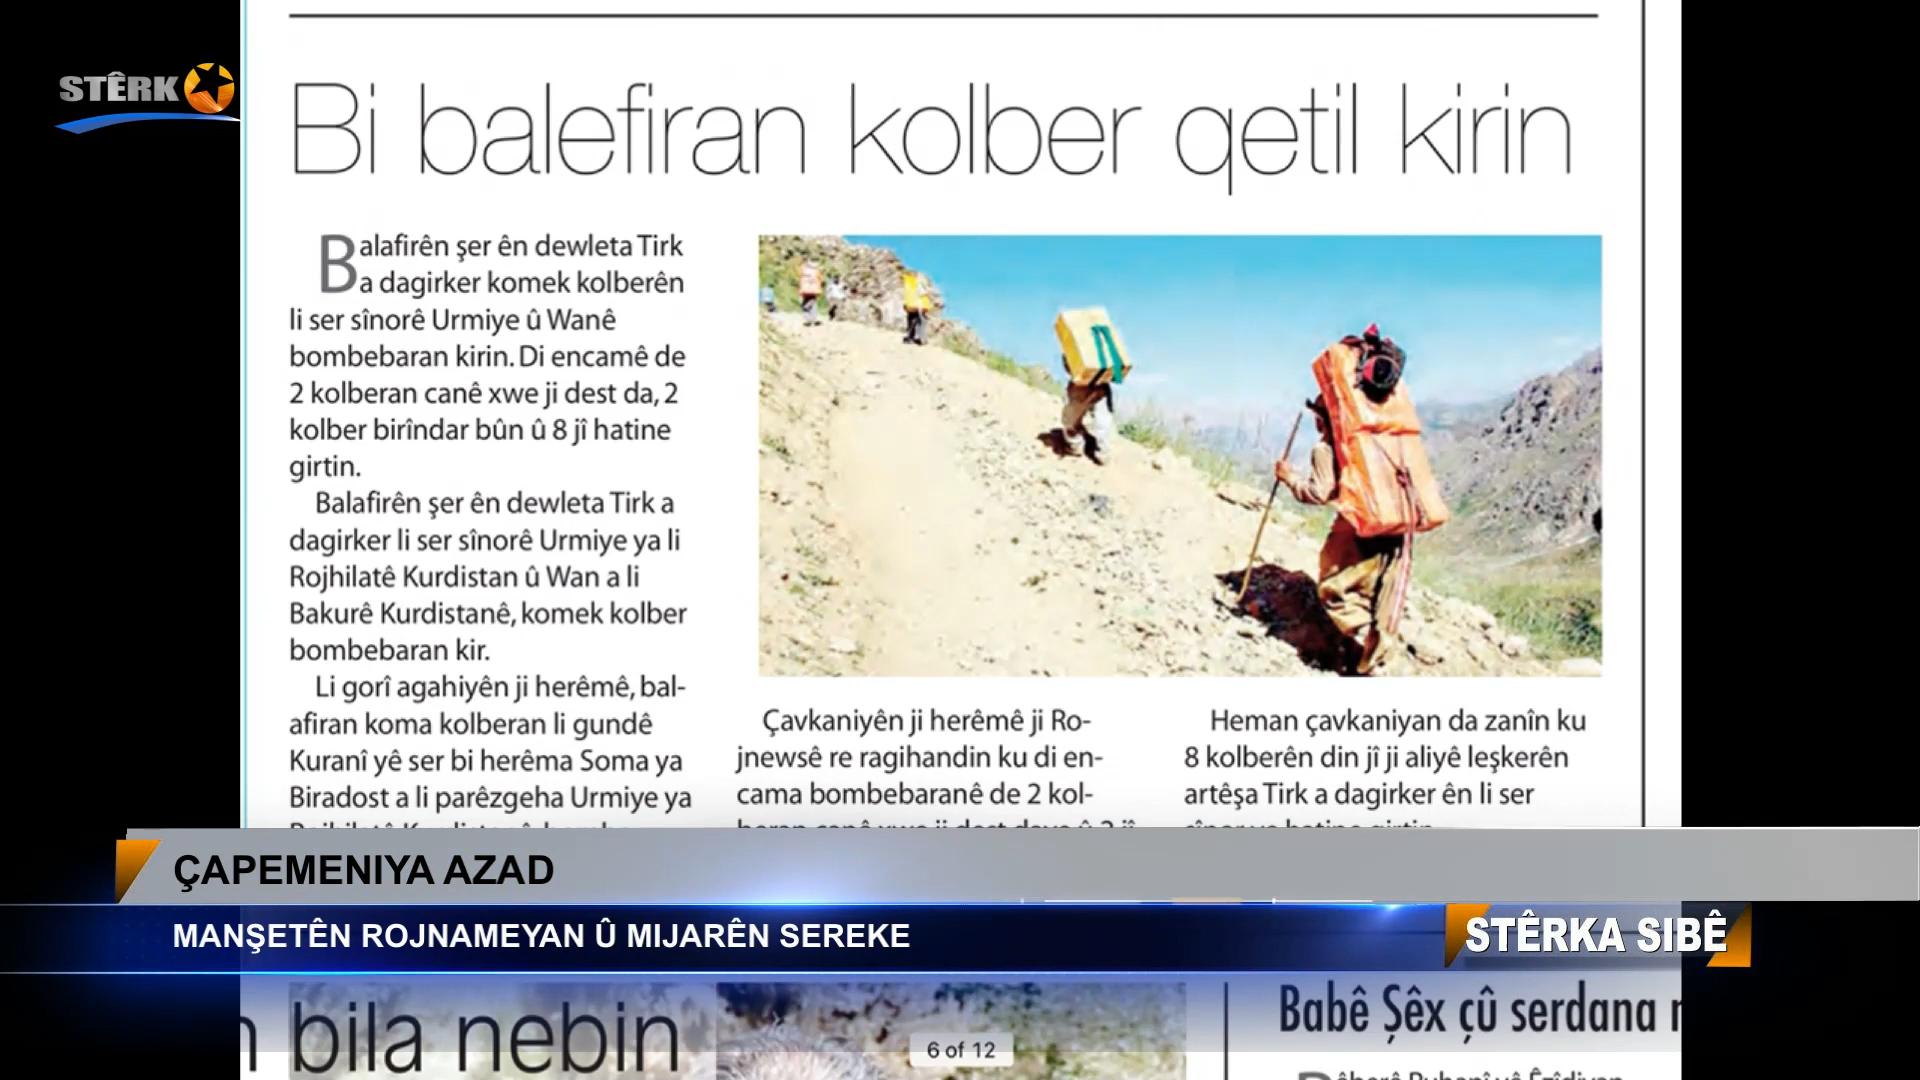 STÊRK
Bi balefiran kolber qetil kirin
Balafirên şer ên dewleta Tirk
a dagirker komek kolberên
li ser sînorê Urmiye û Wanê
bombebaran kirin. Di encamê de
2 kolberan canê xwe ji dest da, 2
kolber birîndar bûn û 8 jî hatine
girtin.
Balafirên şer ên dewleta Tirk a
dagirker li ser sînorê Urmiye ya li
Rojhilatê Kurdistan û Wan a li
Bakurê Kurdistanê, komek kolber
bombebaran kir.
Li gorî agahiyên ji herêmê, bal-
afiran koma kolberan li gundê
Kuranî yê ser bi herêma Soma ya
Biradost a li parêzgeha Urmiye ya
Çavkaniyên ji herêmê ji Ro-
jnewsê re ragihandin ku di en-
cama bombebaranê de 2 kol-
Heman çavkaniyan da zanîn ku
8 kolberên din jî ji aliyê leşkerên
artêşa Tirk a dagirker ên li ser
ÇAPEMENIYA AZAD
MANŞETÊN ROJNAMEYAN Û MIJARÊN SEREKE
STÊRKA SIBÊ
bila nebin
6 of 12
Babê Şêx çû serdana